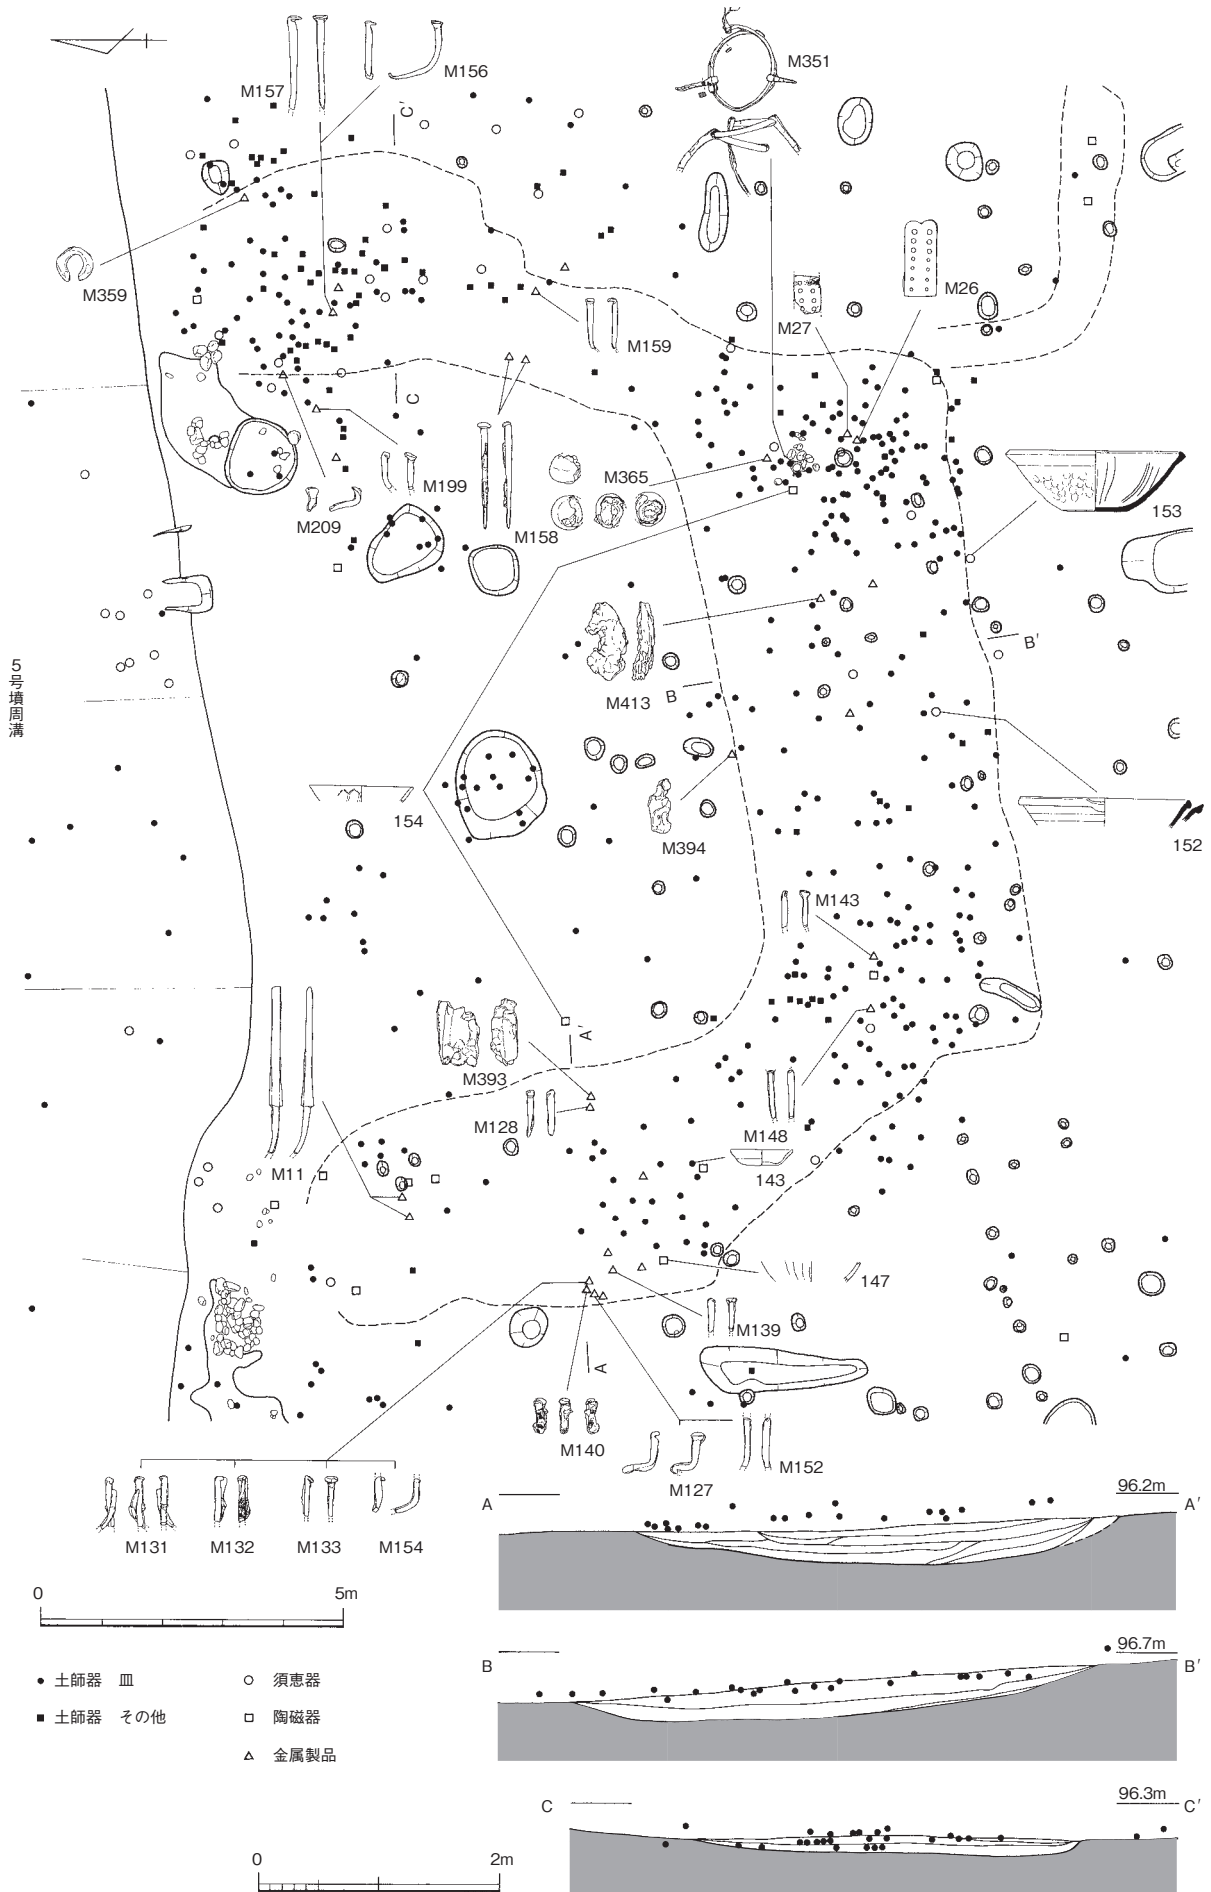 M351
M157
M156
C′
M359
M26
M27
M159
C
M365
M199
M209
M158
153
B′
5号墳周溝
M413
B
154
152
M394
M143
A′
M393
M128
M148
M11
143
147
M139
A
M140
M152
M127
M131
M132
M133
M154
A
96.2m
A′
0
5m
B
96.7m
B′
● 土師器 皿
○ 須恵器
■ 土師器 その他
□ 陶磁器
△ 金属製品
C
96.3m
C′
0
2m